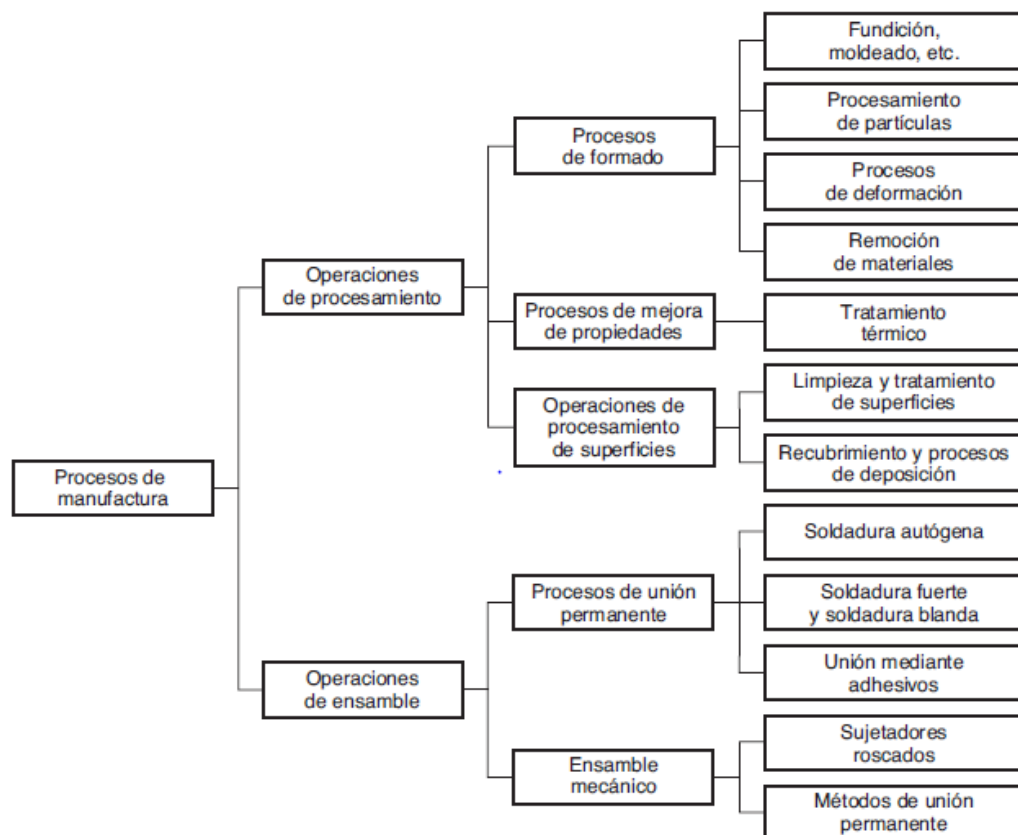 Fundición,
moldeado, etc.
Procesamiento
de partículas
Procesos
de formado
Procesos
de deformación
Remoción
de materiales
Operaciones
de procesamiento
Procesos de mejora
de propiedades
Tratamiento
térmico
Limpieza y tratamiento
de superficies
Operaciones de
procesamiento
de superficies
Recubrimiento y procesos
de deposición
Procesos de
manufactura
Soldadura autógena
Procesos de unión
permanente
Soldadura fuerte
y soldadura blanda
Unión mediante
adhesivos
Operaciones
de ensamble
Sujetadores
roscados
Ensamble
mecánico
Métodos de unión
permanente